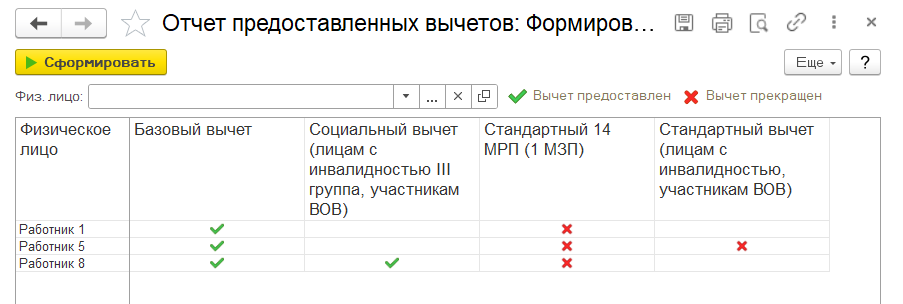 Отчет предоставленных вычетов: Формиров...
Сформировать
Еще
?
Физ. лицо:
...
Вычет предоставлен
Вычет прекращен
Физическое
лицо
Базовый вычет
Социальный вычет
(лицам с
инвалидностью III
группа, участникам
ВОВ)
Стандартный 14
МРП (1 МЗП)
Стандартный вычет
(лицам с
инвалидностью,
участникам ВОВ)
Работник 1
Работник 5
Работник 8